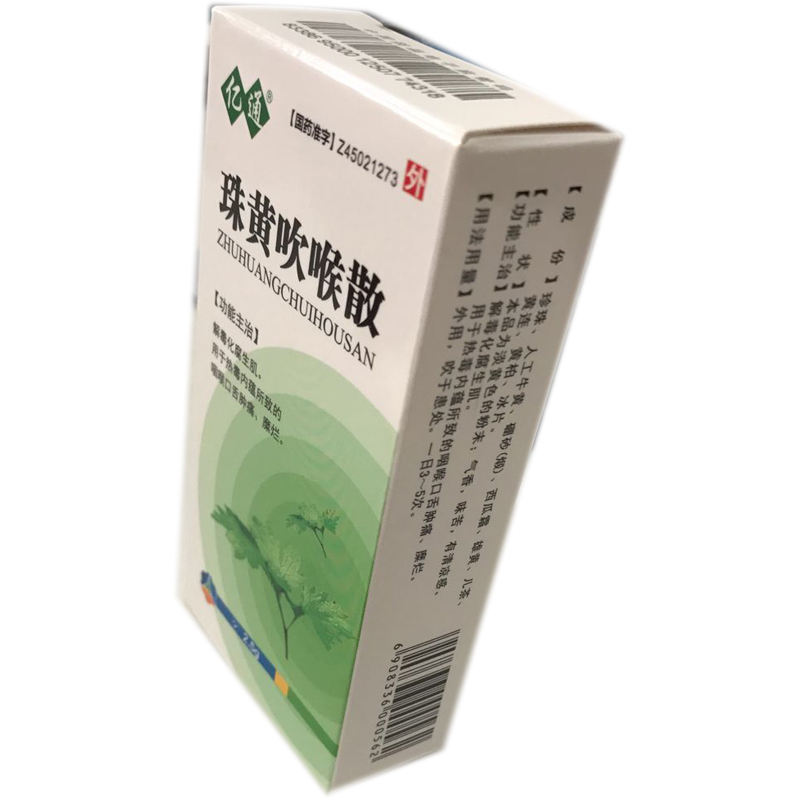 83386 95000 12507 74318
亿通®
【国药准字】Z45021273
外
珠黄吹喉散
ZHUHUANGCHUIHOUSAN
【功能主治】
解毒化腐生肌。
用于热毒内蕴所致的
咽喉口舌肿痛、糜烂。
【成份】珍珠、人工牛黄、硼砂(煅)、西瓜霜、雄黄、儿茶、
黄连、黄柏、冰片。
【性状】本品为淡黄色的粉末；气香，味苦，有清凉感。
【功能主治】解毒化腐生肌。
用于热毒内蕴所致的咽喉口舌肿痛、糜烂。
【用法用量】外用，吹于患处。一日3~5次。
6908336000562